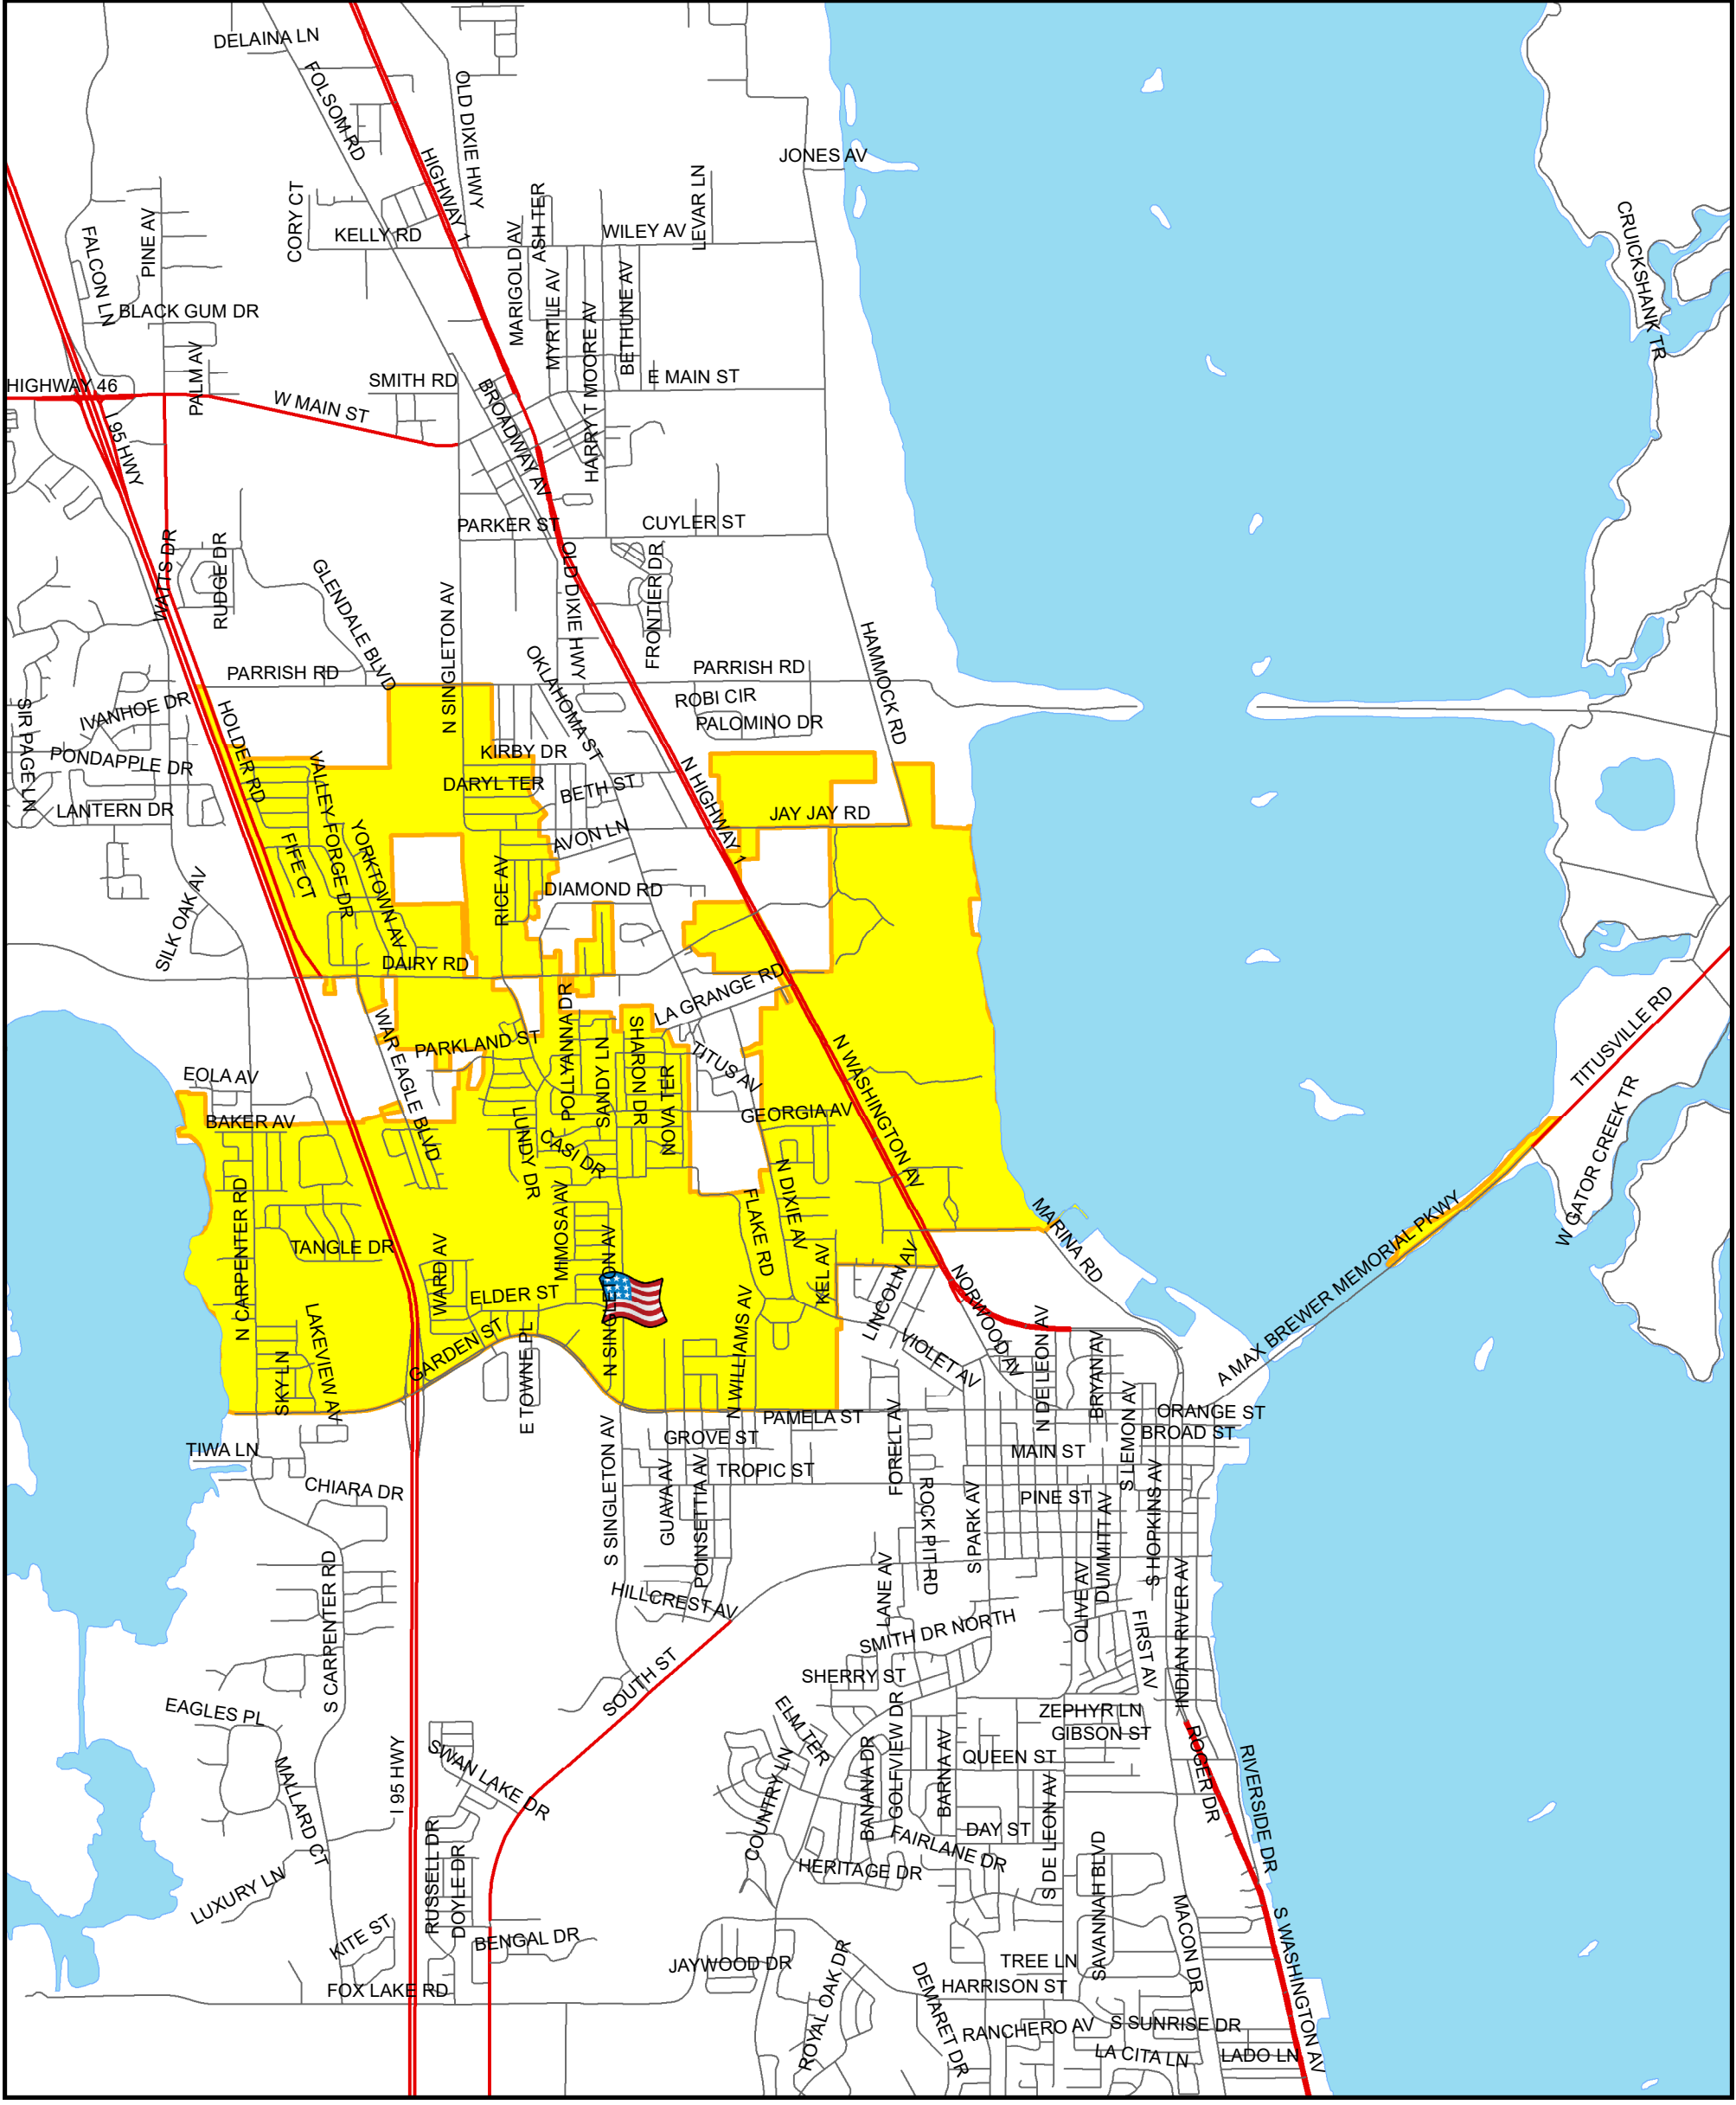 DELAINA LN
FOLSOM RD
OLD DIXIE HWY
HIGHWAY 1
JONES AV
CORY CT
KELLY RD
FALCON LN
PINE AV
MARIGOLD AV
ASH TER
WILEY AV
LEVAR LN
MYRTLE AV
HARRY T MOORE AV
BETHUNE AV
CRUICKSHANK TR
BLACK GUM DR
PALM AV
HIGHWAY 46
SMITH RD
W MAIN ST
E MAIN ST
BROADWAY AV
I 95 HWY
PARKER ST
CUYLER ST
WATTS DR
RUDGE DR
GLENDALE BLVD
N SINGLETON AV
OLD DIXIE HWY
FRONTIER DR
OKLAHOMA ST
HAMMOCK RD
PARRISH RD
PARRISH RD
ROBI CIR
PALOMINO DR
SIR PAGE LN
IVANHOE DR
PONDAPPLE DR
LANTERN DR
HOLDER RD
VALLEY FORGE DR
KIRBY DR
DARYL TER
BETH ST
N HIGHWAY 1
JAY JAY RD
AVON LN
FIFE CT
YORKTOWN AV
RICE AV
DIAMOND RD
SILK OAK AV
DAIRY RD
LA GRANGE RD
WAR EAGLE BLVD
PARKLAND ST
POLLYANNA DR
SANDY LN
SHARON DR
NOVA TER
TITUS AV
N WASHINGTON AV
TITUSVILLE RD
EOLA AV
BAKER AV
GEORGIA AV
LUNDY DR
CASI DR
W GATOR CREEK TR
N CARPENTER RD
TANGLE DR
WARD AV
MIMOSA AV
N SINGLETON AV
FLAKE RD
N DIXIE AV
KEL AV
MARINA RD
A MAX BREWER MEMORIAL PKWY
LINCOLN AV
NORWOOD AV
ELDER ST
GARDEN ST
SKY LN
LAKEVIEW AV
E TOWNE PL
N WILLIAMS AV
VIOLET AV
N DE LEON AV
BRYAN AV
PAMELA ST
ORANGE ST
BROAD ST
TIWA LN
GROVE ST
MAIN ST
S LEMON AV
CHIARA DR
S SINGLETON AV
GUAVA AV
POINSETTIA AV
TROPIC ST
FORELL AV
ROCK PIT RD
S PARK AV
PINE ST
DUMMITT AV
S HOPKINS AV
S CARPENTER RD
HILLCREST AV
LANE AV
OLIVE AV
FIRST AV
INDIAN RIVER AV
SMITH DR NORTH
SOUTH ST
SHERRY ST
EAGLES PL
ELM TER
ZEPHYR LN
GIBSON ST
QUEEN ST
ROGER DR
RIVERSIDE DR
I 95 HWY
SWAN LAKE DR
MALLARD CT
COUNTRY LN
BANANA DR
GOLFVIEW DR
BARNA AV
DAY ST
FAIRLANE DR
HERITAGE DR
S DE LEON AV
SAVANNAH BLVD
LUXURY LN
RUSSELL DR
DOYLE DR
KITE ST
BENGAL DR
JAYWOOD DR
FOX LAKE RD
ROYAL OAK DR
DEMARET DR
TREE LN
HARRISON ST
MACON DR
S WASHINGTON AV
RANCHERO AV
S SUNRISE DR
LA CITA LN
LADO LN